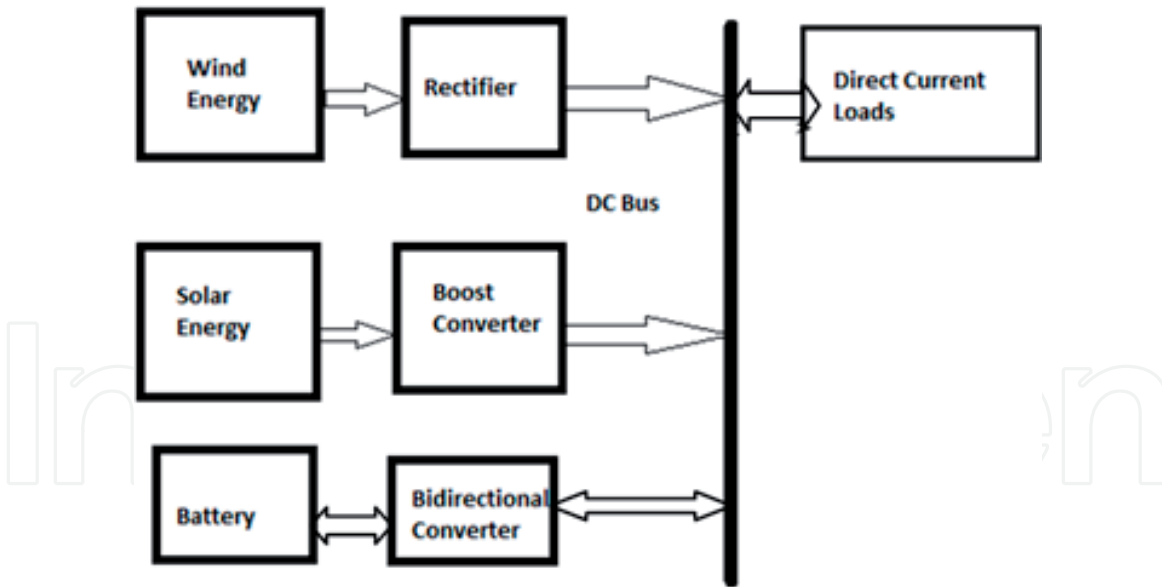 Wind
Energy
Rectifier
Direct Current
Loads
DC Bus
Solar
Energy
Boost
Converter
Battery
Bidirectional
Converter